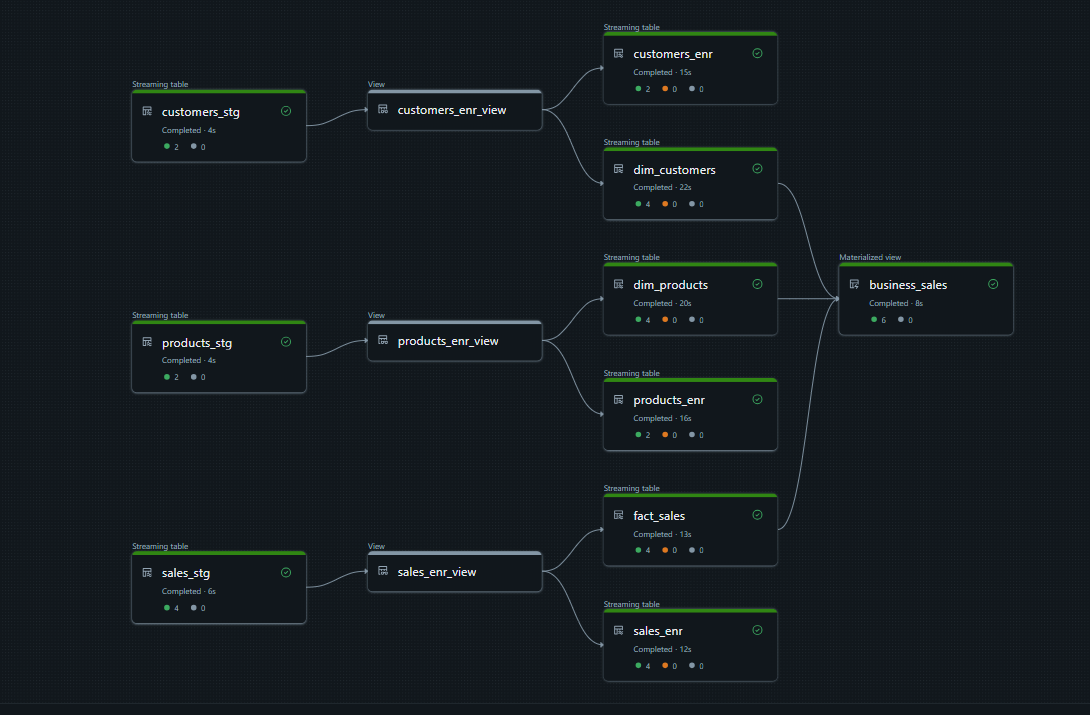 Streaming table
customers_stg
Completed · 4s
2 0
View
customers_enr_view
Streaming table
customers_enr
Completed · 15s
2 0 0
Streaming table
dim_customers
Completed · 22s
4 0 0
Streaming table
products_stg
Completed · 4s
2 0
View
products_enr_view
Streaming table
dim_products
Completed · 20s
4 0 0
Streaming table
products_enr
Completed · 16s
2 0 0
Materialized view
business_sales
Completed · 8s
6 0
Streaming table
sales_stg
Completed · 6s
4 0
View
sales_enr_view
Streaming table
fact_sales
Completed · 13s
4 0 0
Streaming table
sales_enr
Completed · 12s
4 0 0